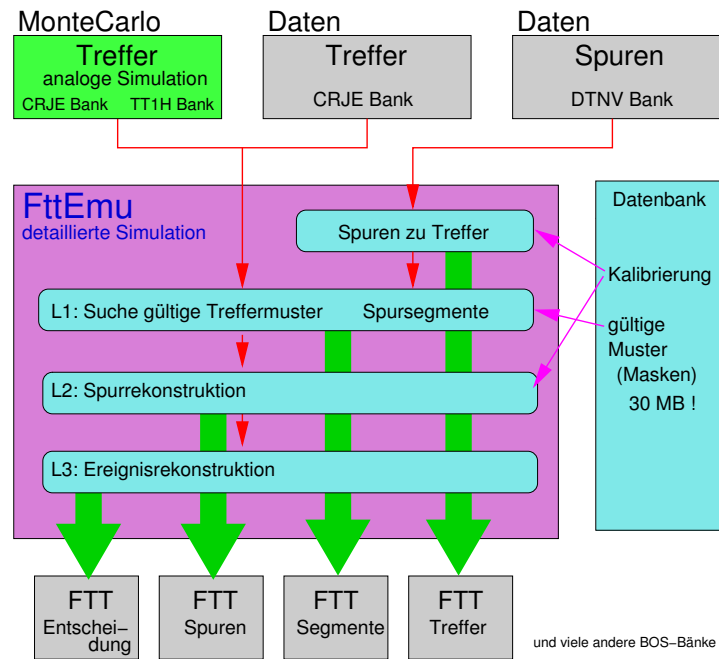 MonteCarlo
Daten
Daten
Treffer
analoge Simulation
CRJE Bank TT1H Bank
Treffer
CRJE Bank
Spuren
DTNV Bank
FttEmu
detaillierte Simulation
Spuren zu Treffer
L1: Suche gültige Treffermuster Spursegmente
L2: Spurrekonstruktion
L3: Ereignisrekonstruktion
Datenbank
Kalibrierung
gültige
Muster
(Masken)
30 MB !
FTT
Entschei–
dung
FTT
Spuren
FTT
Segmente
FTT
Treffer
und viele andere BOS–Bänke